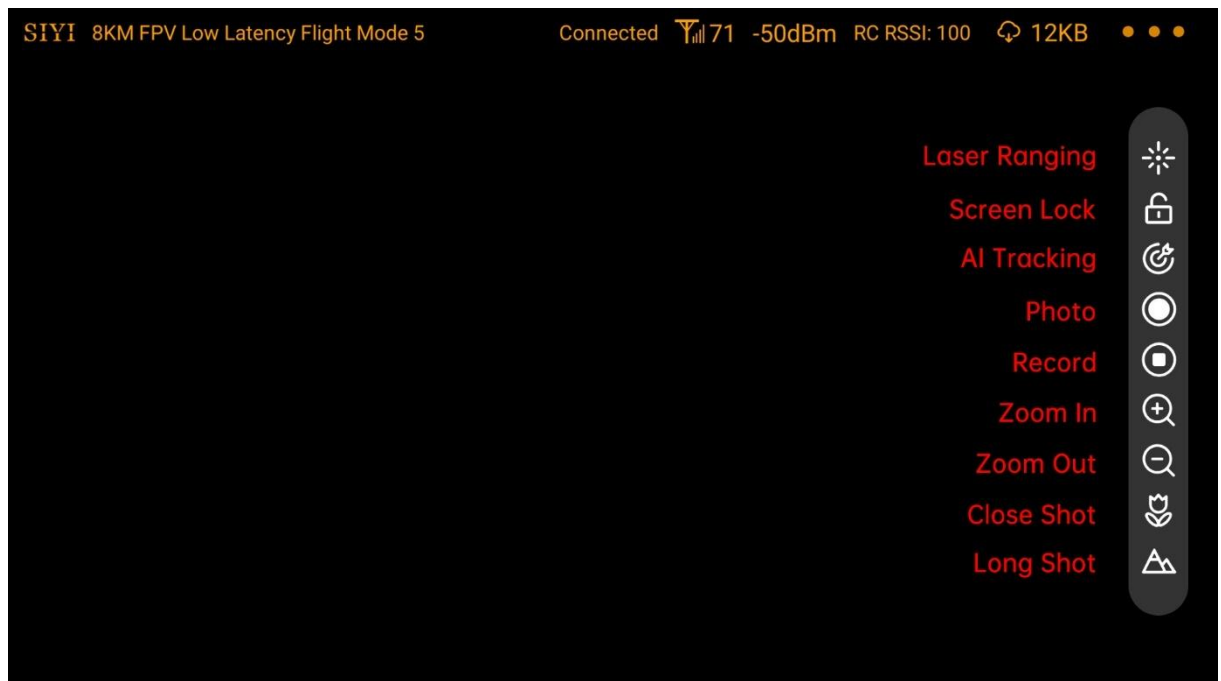 SIYI 8KM FPV Low Latency Flight Mode 5 Connected 71 -50dBm RC RSSI: 100 12KB
Laser Ranging
Screen Lock
AI Tracking
Photo
Record
Zoom In
Zoom Out
Close Shot
Long Shot